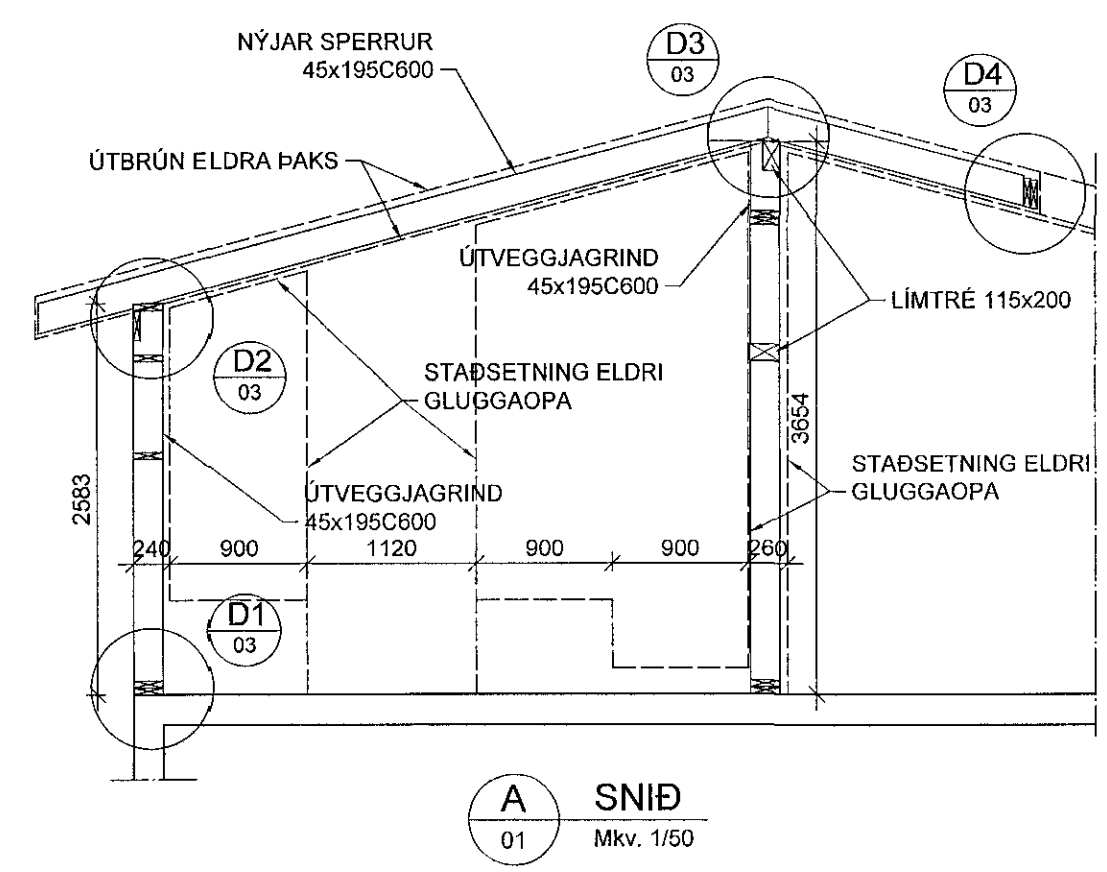 NÝJAR SPERRUR
45x195C600
D3
03
D4
03
ÚTBRÚN ELDRA ÞAKS
ÚTVEGGJAGRIND
45x195C600
LÍMTRÉ 115x200
D2
03
STAÐSETNING ELDRI
GLUGGAOPA
3654
STAÐSETNING ELDRI
GLUGGAOPA
2583
ÚTVEGGJAGRIND
45x195C600
240
900
1120
900
900
260
D1
03
A
01
SNIÐ
Mkv. 1/50